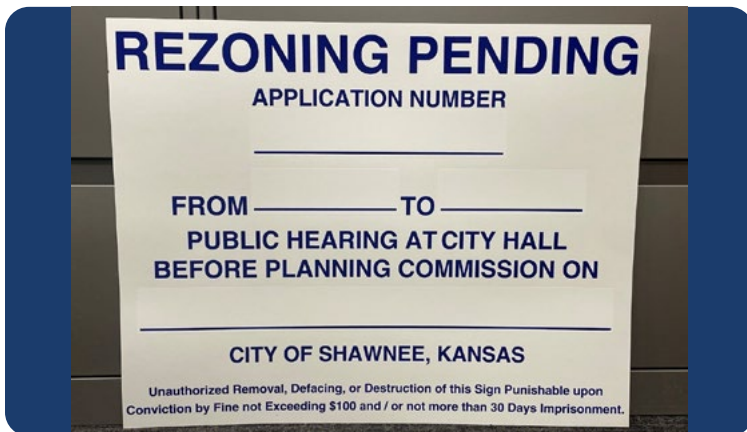 REZONING PENDING
APPLICATION NUMBER
FROM TO
PUBLIC HEARING AT CITY HALL
BEFORE PLANNING COMMISSION ON
CITY OF SHAWNEE, KANSAS
Unauthorized Removal, Defacing, or Destruction of this Sign Punishable upon
Conviction by Fine not Exceeding $100 and / or not more than 30 Days Imprisonment.